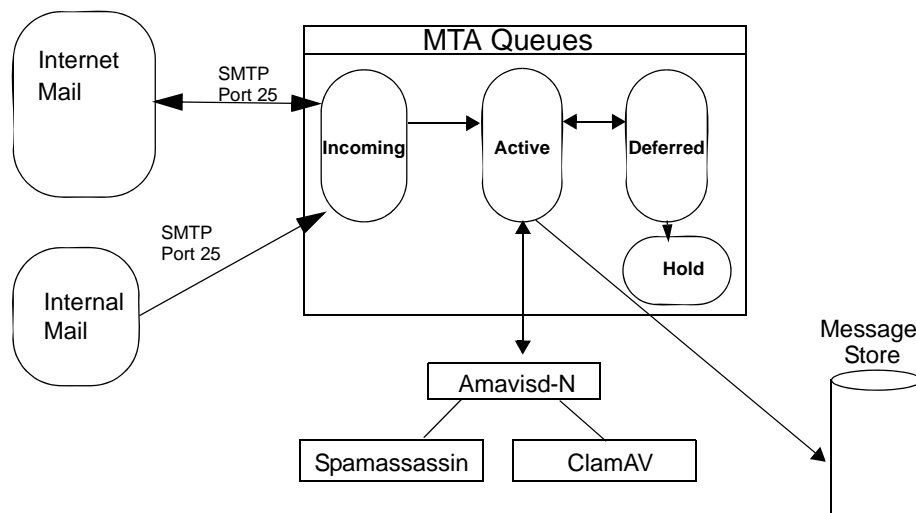 MTA Queues
Internet
Mail
SMTP
Port 25
Incoming
Active
Deferred
Hold
SMTP
Port 25
Internal
Mail
Message
Store
Amavisd-N
Spamassassin
ClamAV